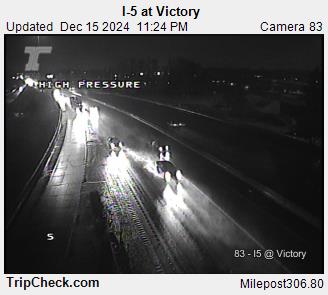 I-5 at Victory
Updated Dec 15 2024 11:24 PM Camera 83
T
HIGH PRESSURE
S
83 - I5 @ Victory
TripCheck.com Milepost306.80